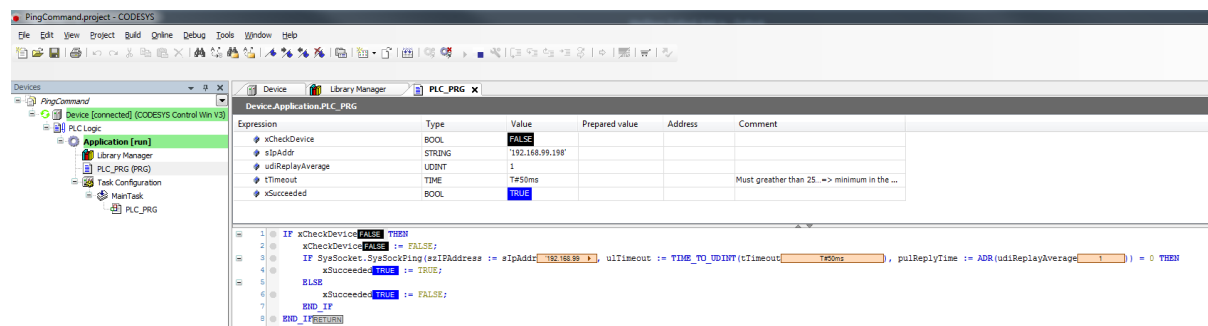 PingCommand.project - CODESYS
File Edit View Project Build Online Debug Tools Window Help
Devices
PingCommand
Device [connected] (CODESYS Control Win V3)
PLC Logic
Application [run]
Library Manager
PLC_PRG (PRG)
Task Configuration
MainTask
PLC_PRG
Device Library Manager PLC_PRG X
Device.Application.PLC_PRG
Expression Type Value Prepared value Address Comment
xCheckDevice BOOL FALSE
sIpAddr STRING '192.168.99.198'
udiReplayAverage UDINT 1
tTimeout TIME T#50ms Must greather than 25...=> minimum in the ...
xSucceeded BOOL TRUE
1 IF xCheckDevice FALSE THEN
2 xCheckDevice FALSE := FALSE;
3 IF SysSocket.SysSockPing(szIPAddress := sIpAddr '192.168.99 , ulTimeout := TIME_TO_UDINT(tTimeout T#50ms ), pulReplyTime := ADR(udiReplayAverage 1 )) = 0 THEN
4 xSucceeded TRUE := TRUE;
5 ELSE
6 xSucceeded TRUE := FALSE;
7 END_IF
8 END_IF RETURN